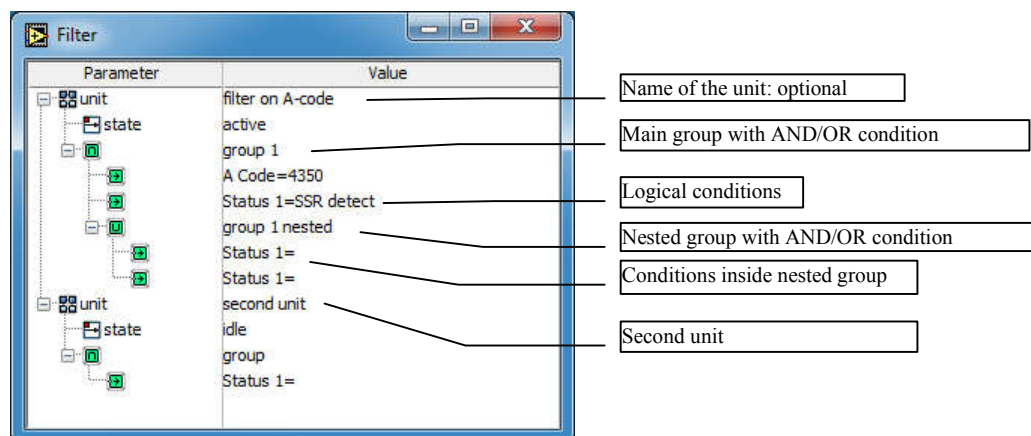 Filter
Parameter Value
unit filter on A-code
state active
group 1
A Code=4350
Status 1=SSR detect
group 1 nested
Status 1=
Status 1=
unit second unit
state idle
group
Status 1=
Name of the unit: optional
Main group with AND/OR condition
Logical conditions
Nested group with AND/OR condition
Conditions inside nested group
Second unit